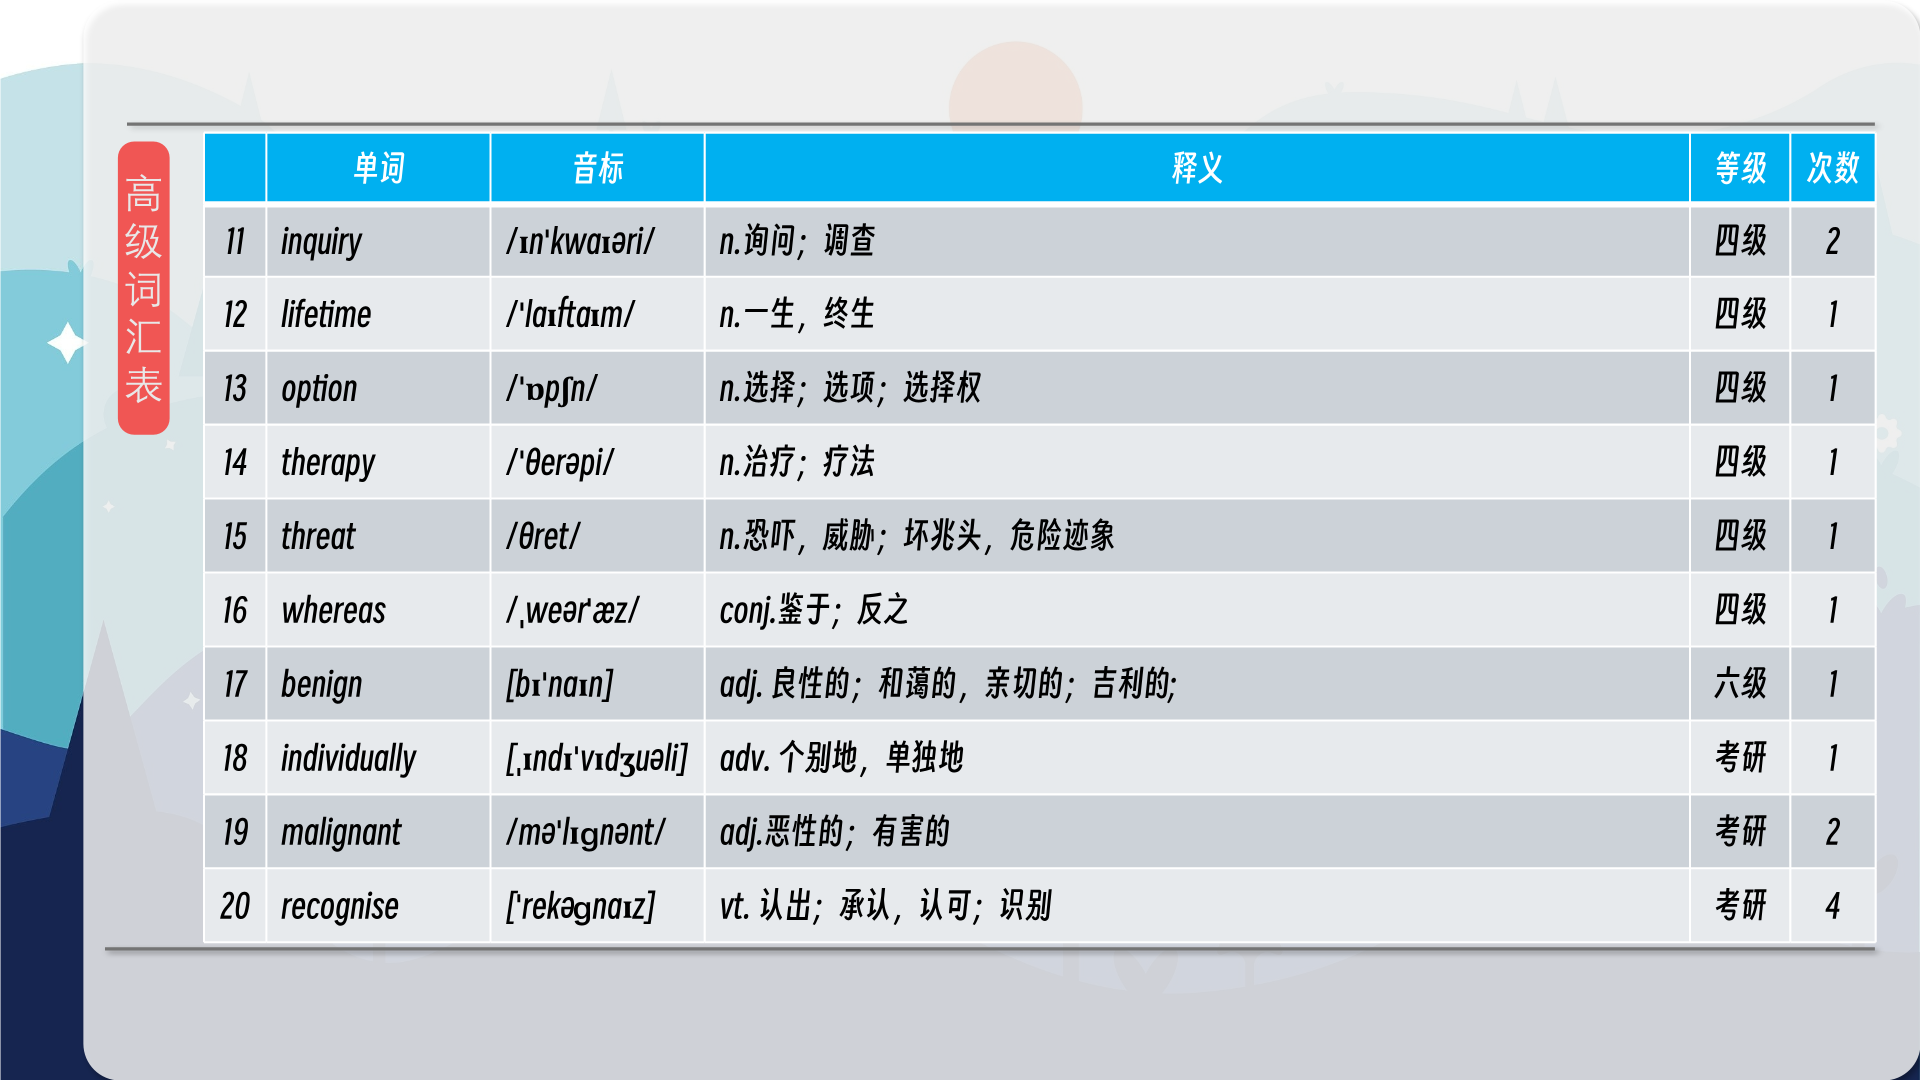 高级词汇表
单词 音标 释义 等级 次数
11 inquiry /ɪn'kwaɪəri/ n.询问；调查 四级 2
12 lifetime /'laɪftaɪm/ n.一生，终生 四级 1
13 option /'ɒpʃn/ n.选择；选项；选择权 四级 1
14 therapy /'θerəpi/ n.治疗；疗法 四级 1
15 threat /θret/ n.恐吓，威胁；坏兆头，危险迹象 四级 1
16 whereas /ˌweər'æz/ conj.鉴于；反之 四级 1
17 benign [bɪ'naɪn] adj. 良性的；和蔼的，亲切的；吉利的; 六级 1
18 individually [ˌɪndɪ'vɪdʒuəli] adv. 个别地，单独地 考研 1
19 malignant /mə'lɪɡnənt/ adj.恶性的；有害的 考研 2
20 recognise ['rekəɡnaɪz] vt. 认出；承认，认可；识别 考研 4